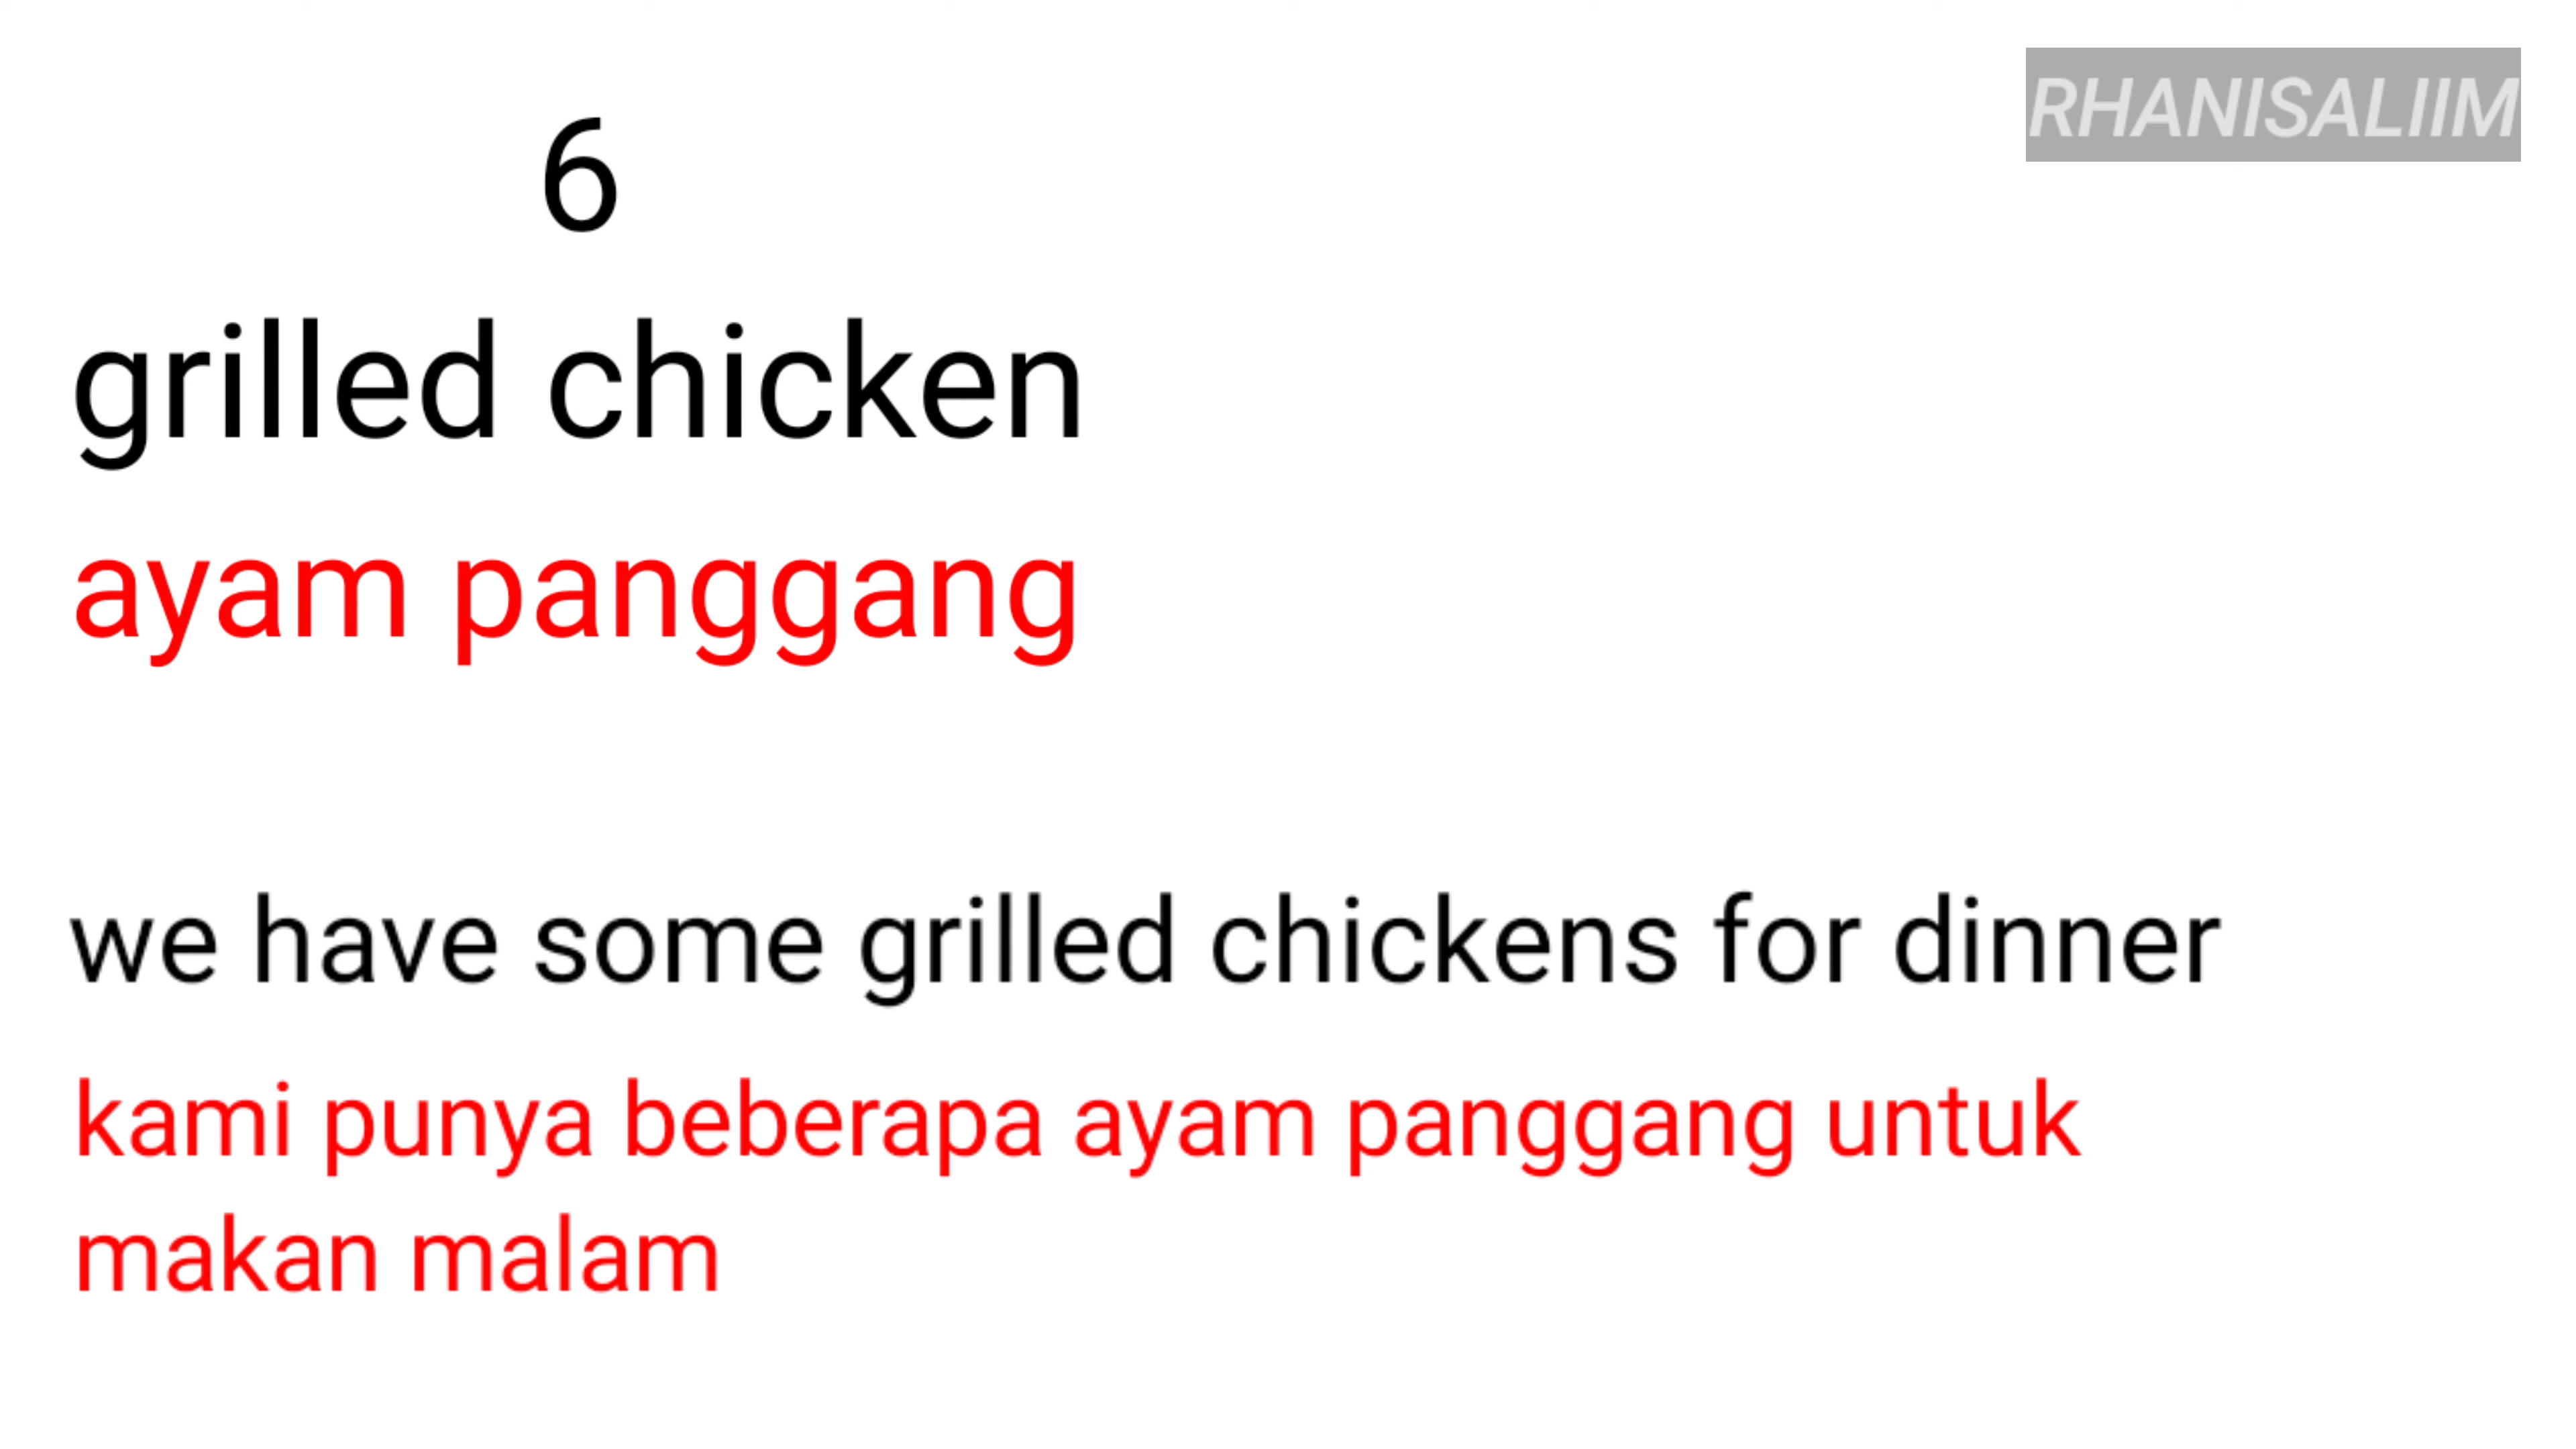 RHANISALIIM
6
grilled chicken
ayam panggang
we have some grilled chickens for dinner
kami punya beberapa ayam panggang untuk
makan malam